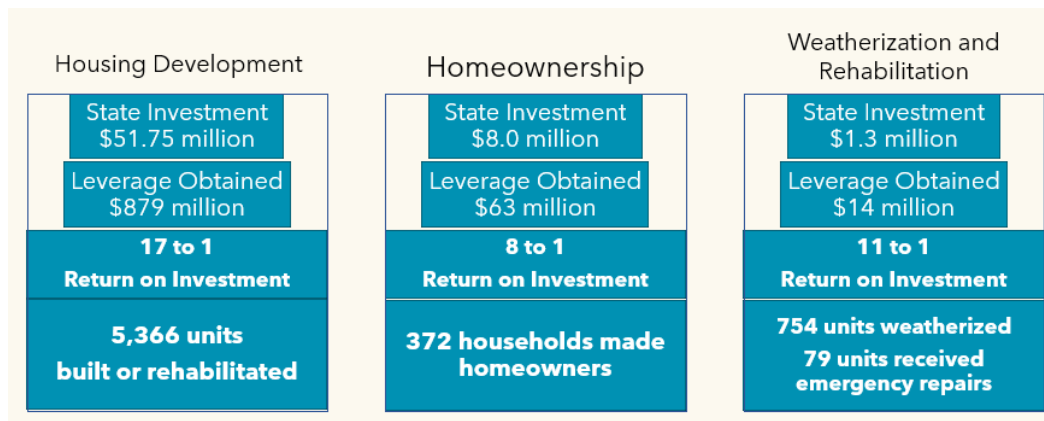 Housing Development
State Investment
$51.75 million
Leverage Obtained
$879 million
17 to 1
Return on Investment
5,366 units
built or rehabilitated
Homeownership
State Investment
$8.0 million
Leverage Obtained
$63 million
8 to 1
Return on Investment
372 households made
homeowners
Weatherization and
Rehabilitation
State Investment
$1.3 million
Leverage Obtained
$14 million
11 to 1
Return on Investment
754 units weatherized
79 units received
emergency repairs